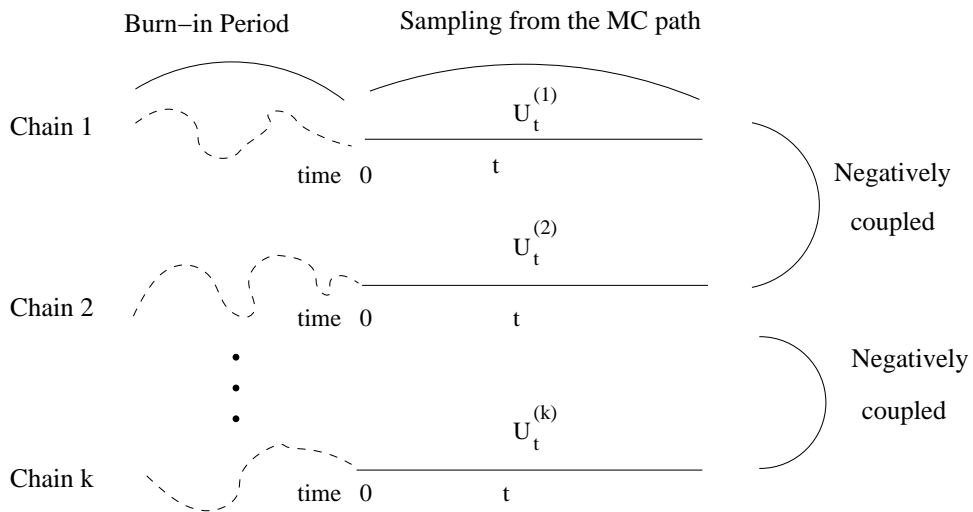 Burn−in Period
Sampling from the MC path
Chain 1
U_t^(1)
time 0
t
Negatively
coupled
Chain 2
U_t^(2)
time 0
t
Negatively
coupled
Chain k
U_t^(k)
time 0
t